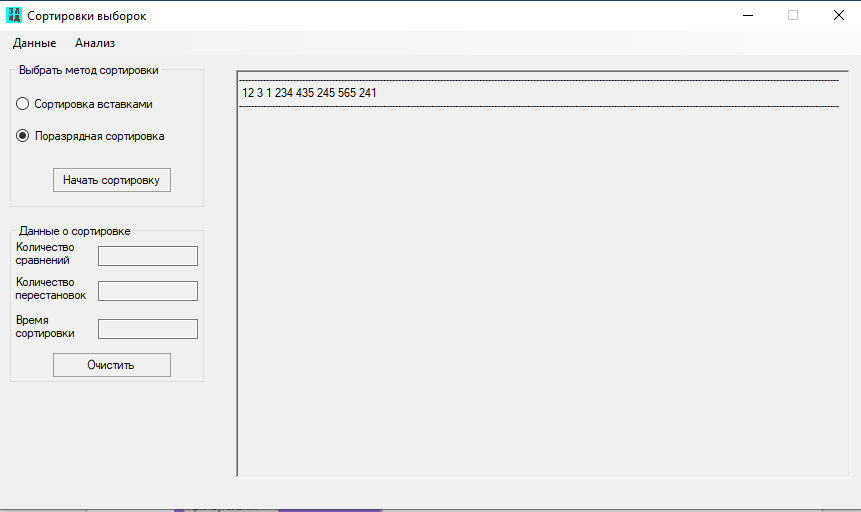 Сортировки выборок
Данные Анализ
Выбрать метод сортировки
Сортировка вставками
Поразрядная сортировка
Начать сортировку
Данные о сортировке
Количество
сравнений
Количество
перестановок
Время
сортировки
Очистить
12 3 1 234 435 245 565 241